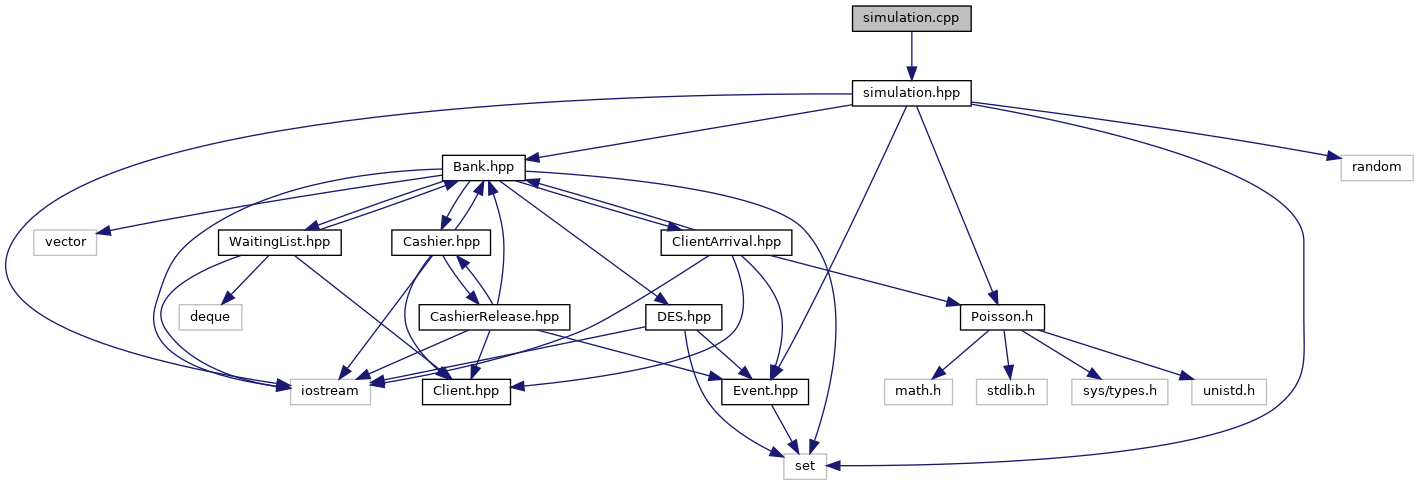 simulation.cpp
simulation.hpp
Bank.hpp
random
vector
WaitingList.hpp
Cashier.hpp
ClientArrival.hpp
deque
CashierRelease.hpp
DES.hpp
Poisson.h
iostream
Client.hpp
Event.hpp
math.h
stdlib.h
sys/types.h
unistd.h
set